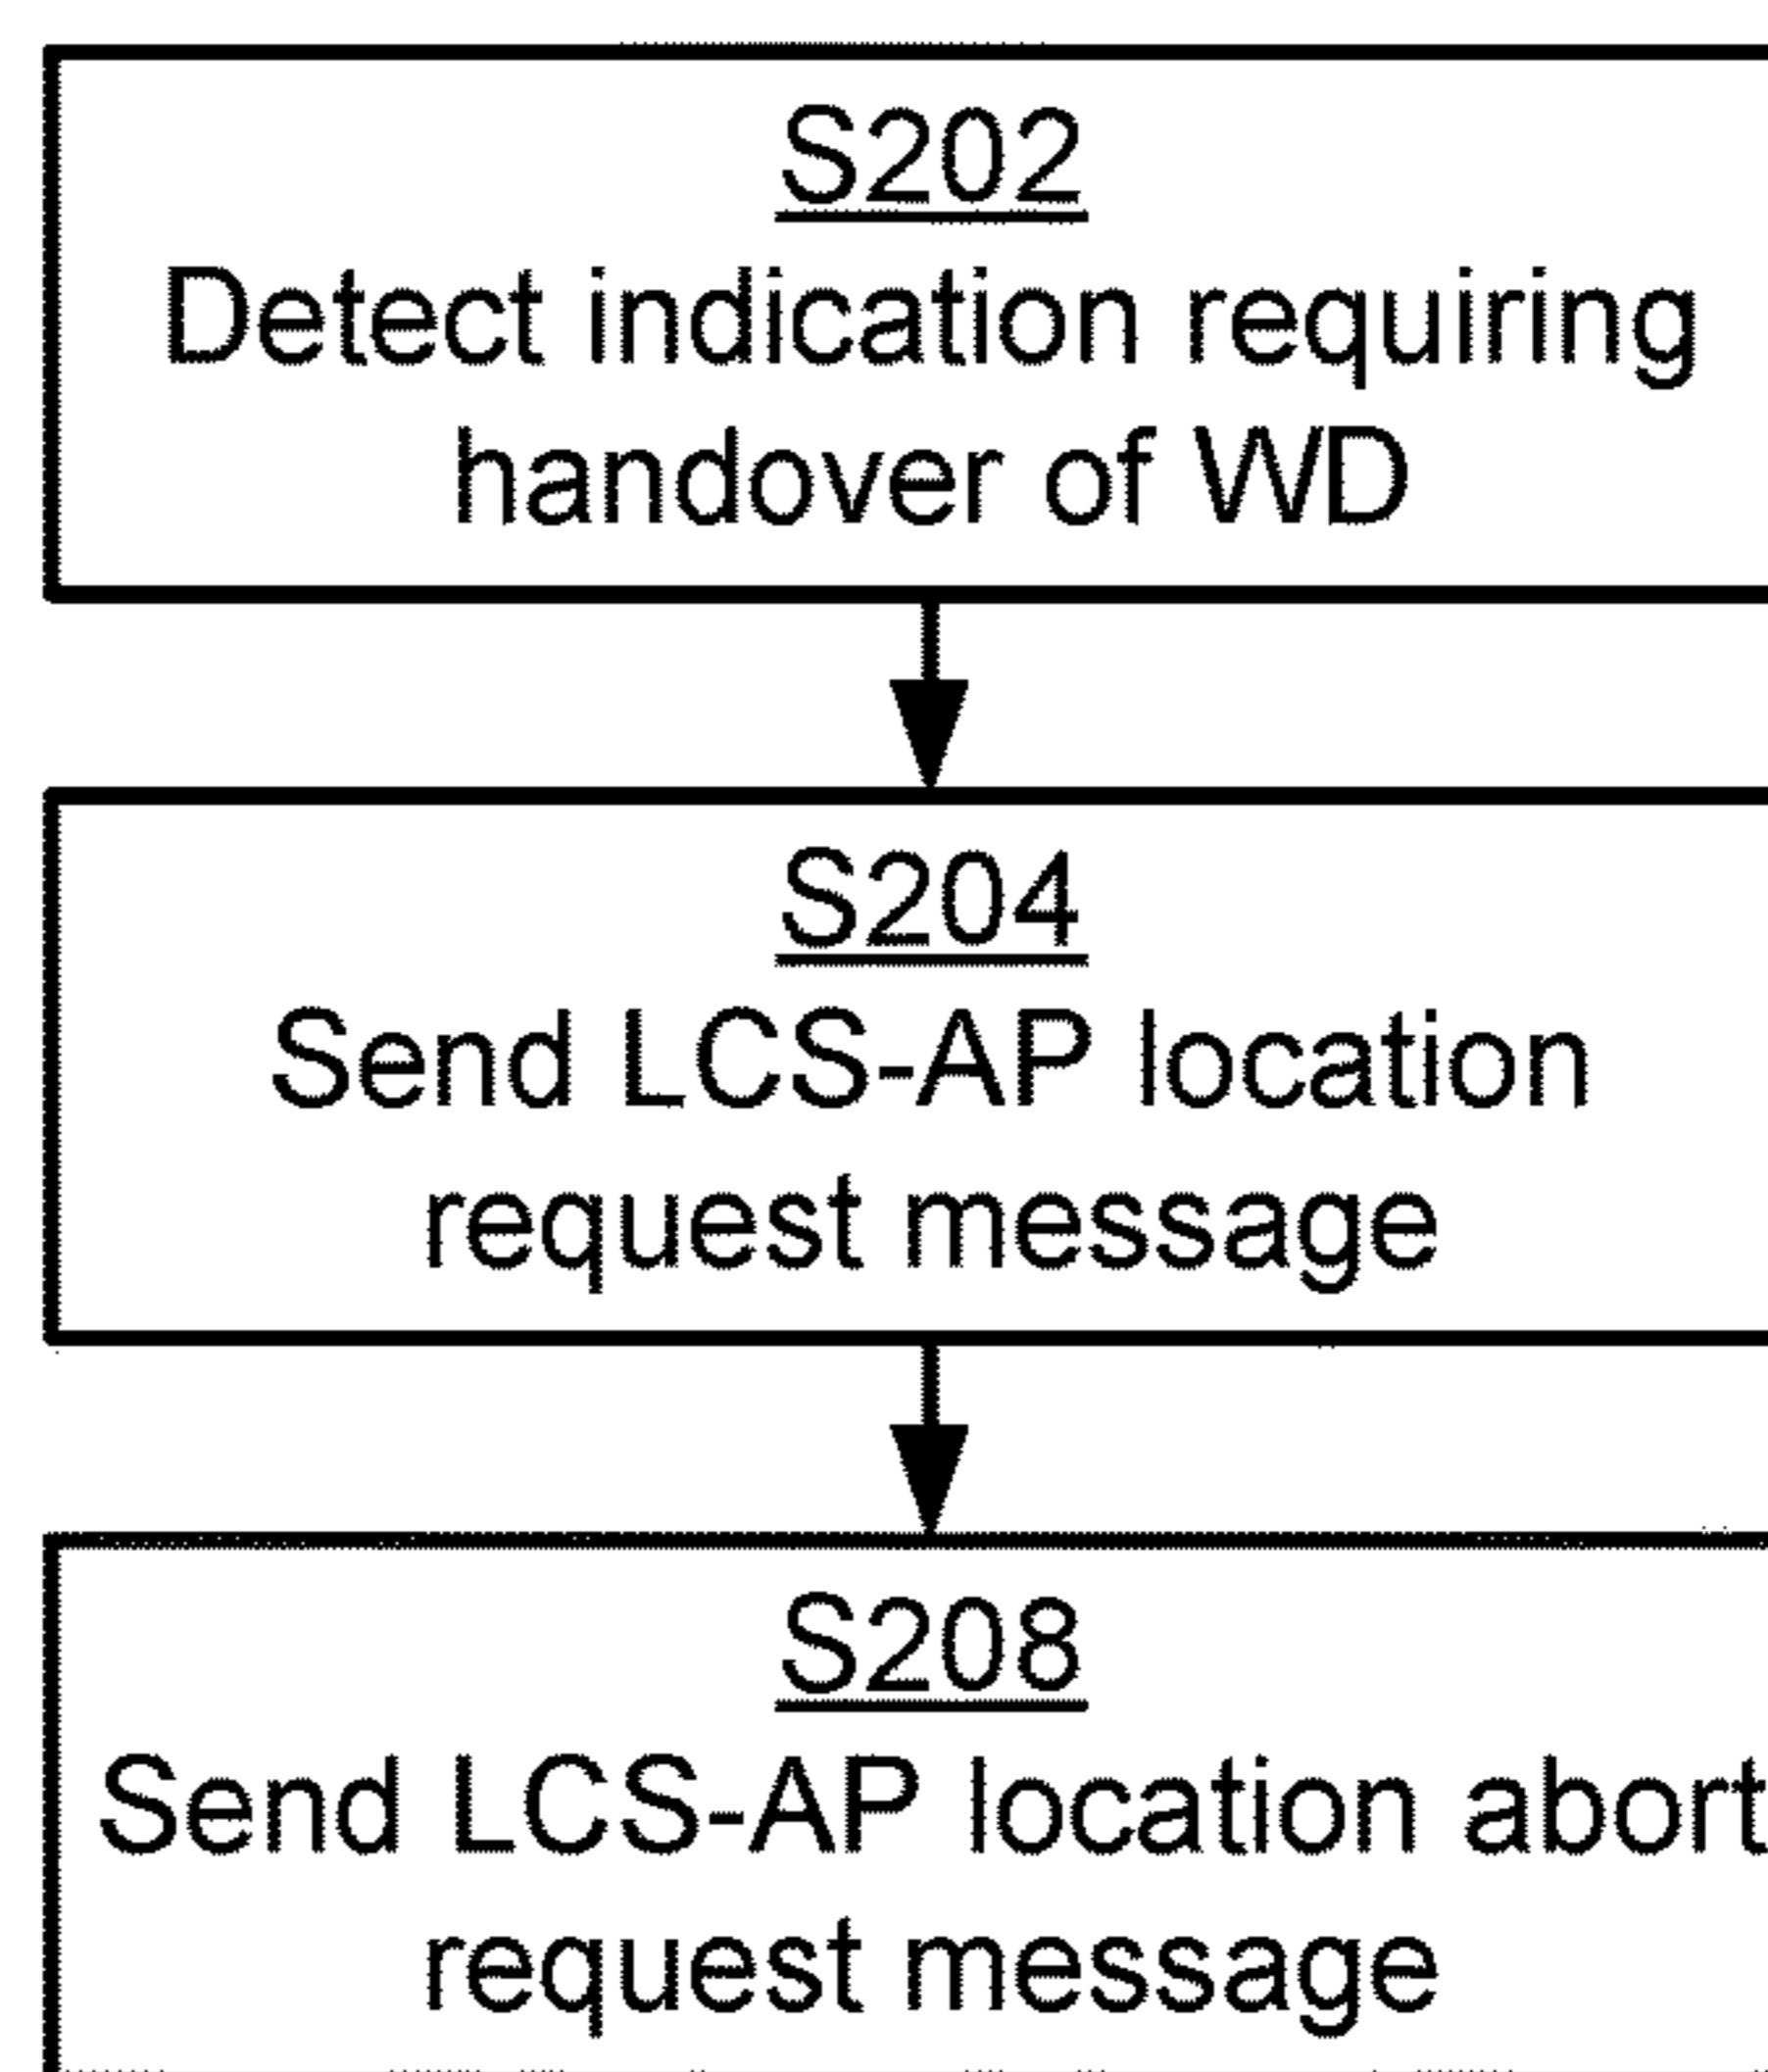 S202
Detect indication requiring
handover of WD
S204
Send LCS-AP location
request message
S208
Send LCS-AP location abort
request message